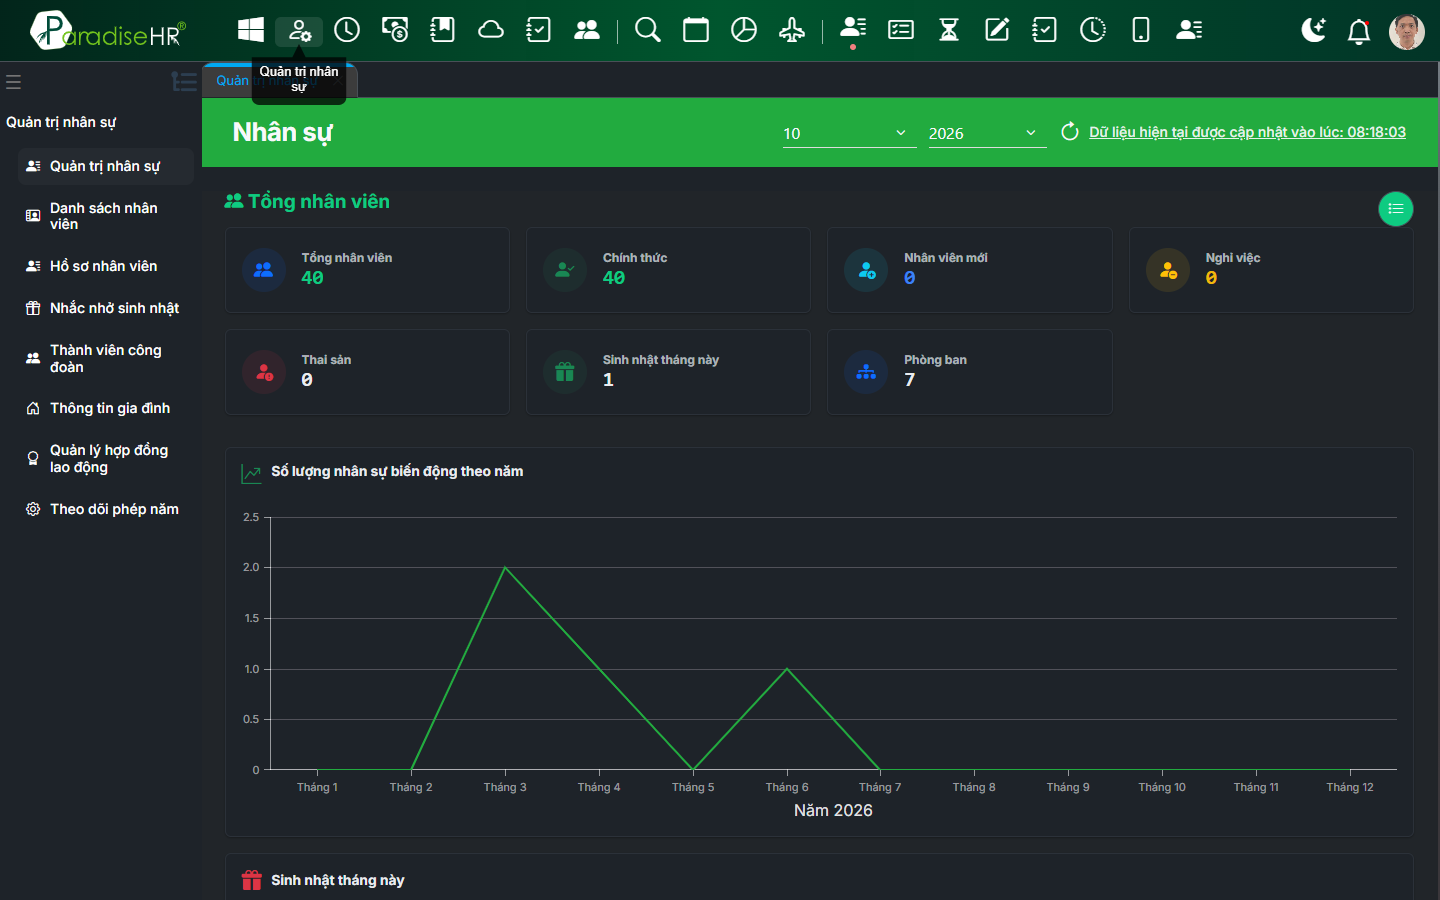 ParadiseHR®
Quản trị nhân sự
Quản trị nhân
sự
Quản
Nhân sự
10
2026
Dữ liệu hiện tại được cập nhật vào lúc: 08:18:03
Quản trị nhân sự
Danh sách nhân
viên
Hồ sơ nhân viên
Nhắc nhở sinh nhật
Thành viên công
đoàn
Thông tin gia đình
Quản lý hợp đồng
lao động
Theo dõi phép năm
Tổng nhân viên
Tổng nhân viên
40
Chính thức
40
Nhân viên mới
0
Nghỉ việc
0
Thai sản
0
Sinh nhật tháng này
1
Phòng ban
7
Số lượng nhân sự biến động theo năm
2.5
2.0
1.5
1.0
0.5
0
Tháng 1
Tháng 2
Tháng 3
Tháng 4
Tháng 5
Tháng 6
Tháng 7
Tháng 8
Tháng 9
Tháng 10
Tháng 11
Tháng 12
Năm 2026
Sinh nhật tháng này